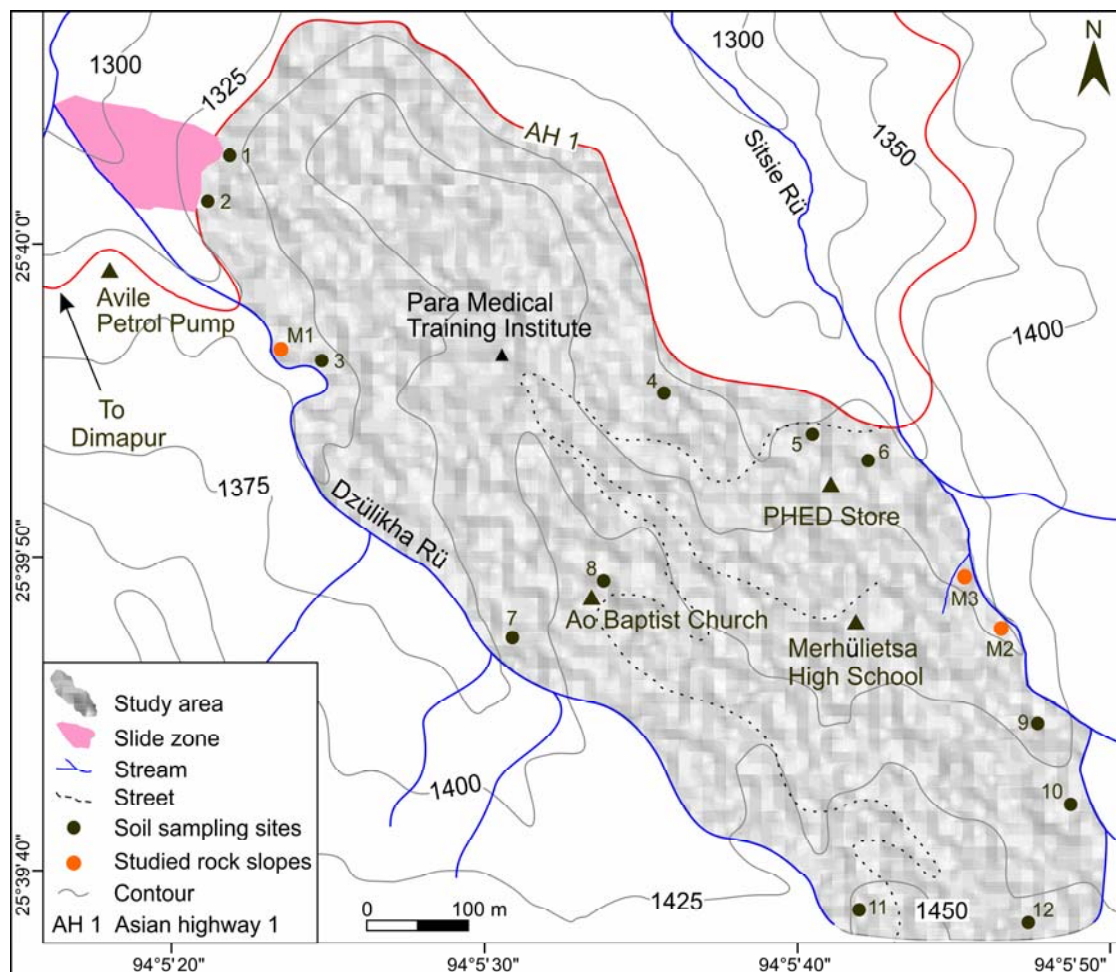 N
1300
1300
1325
AH 1
Sitsie Rü
1350
1
2
25°40' 0"
Avile
Petrol Pump
Para Medical
Training Institute
1400
M1
3
4
To
Dimapur
5
6
1375
PHED Store
Dzülikha Rü
25°39'50"
8
M3
Ao Baptist Church
7
M2
Merhülietsa
High School
Study area
9
Slide zone
Stream
1400
10
Street
Soil sampling sites
25°39'40"
Studied rock slopes
Contour
0
100 m
1425
11
1450
12
AH 1 Asian highway 1
94°5'20"
94°5'30"
94°5'40"
94°5'50"